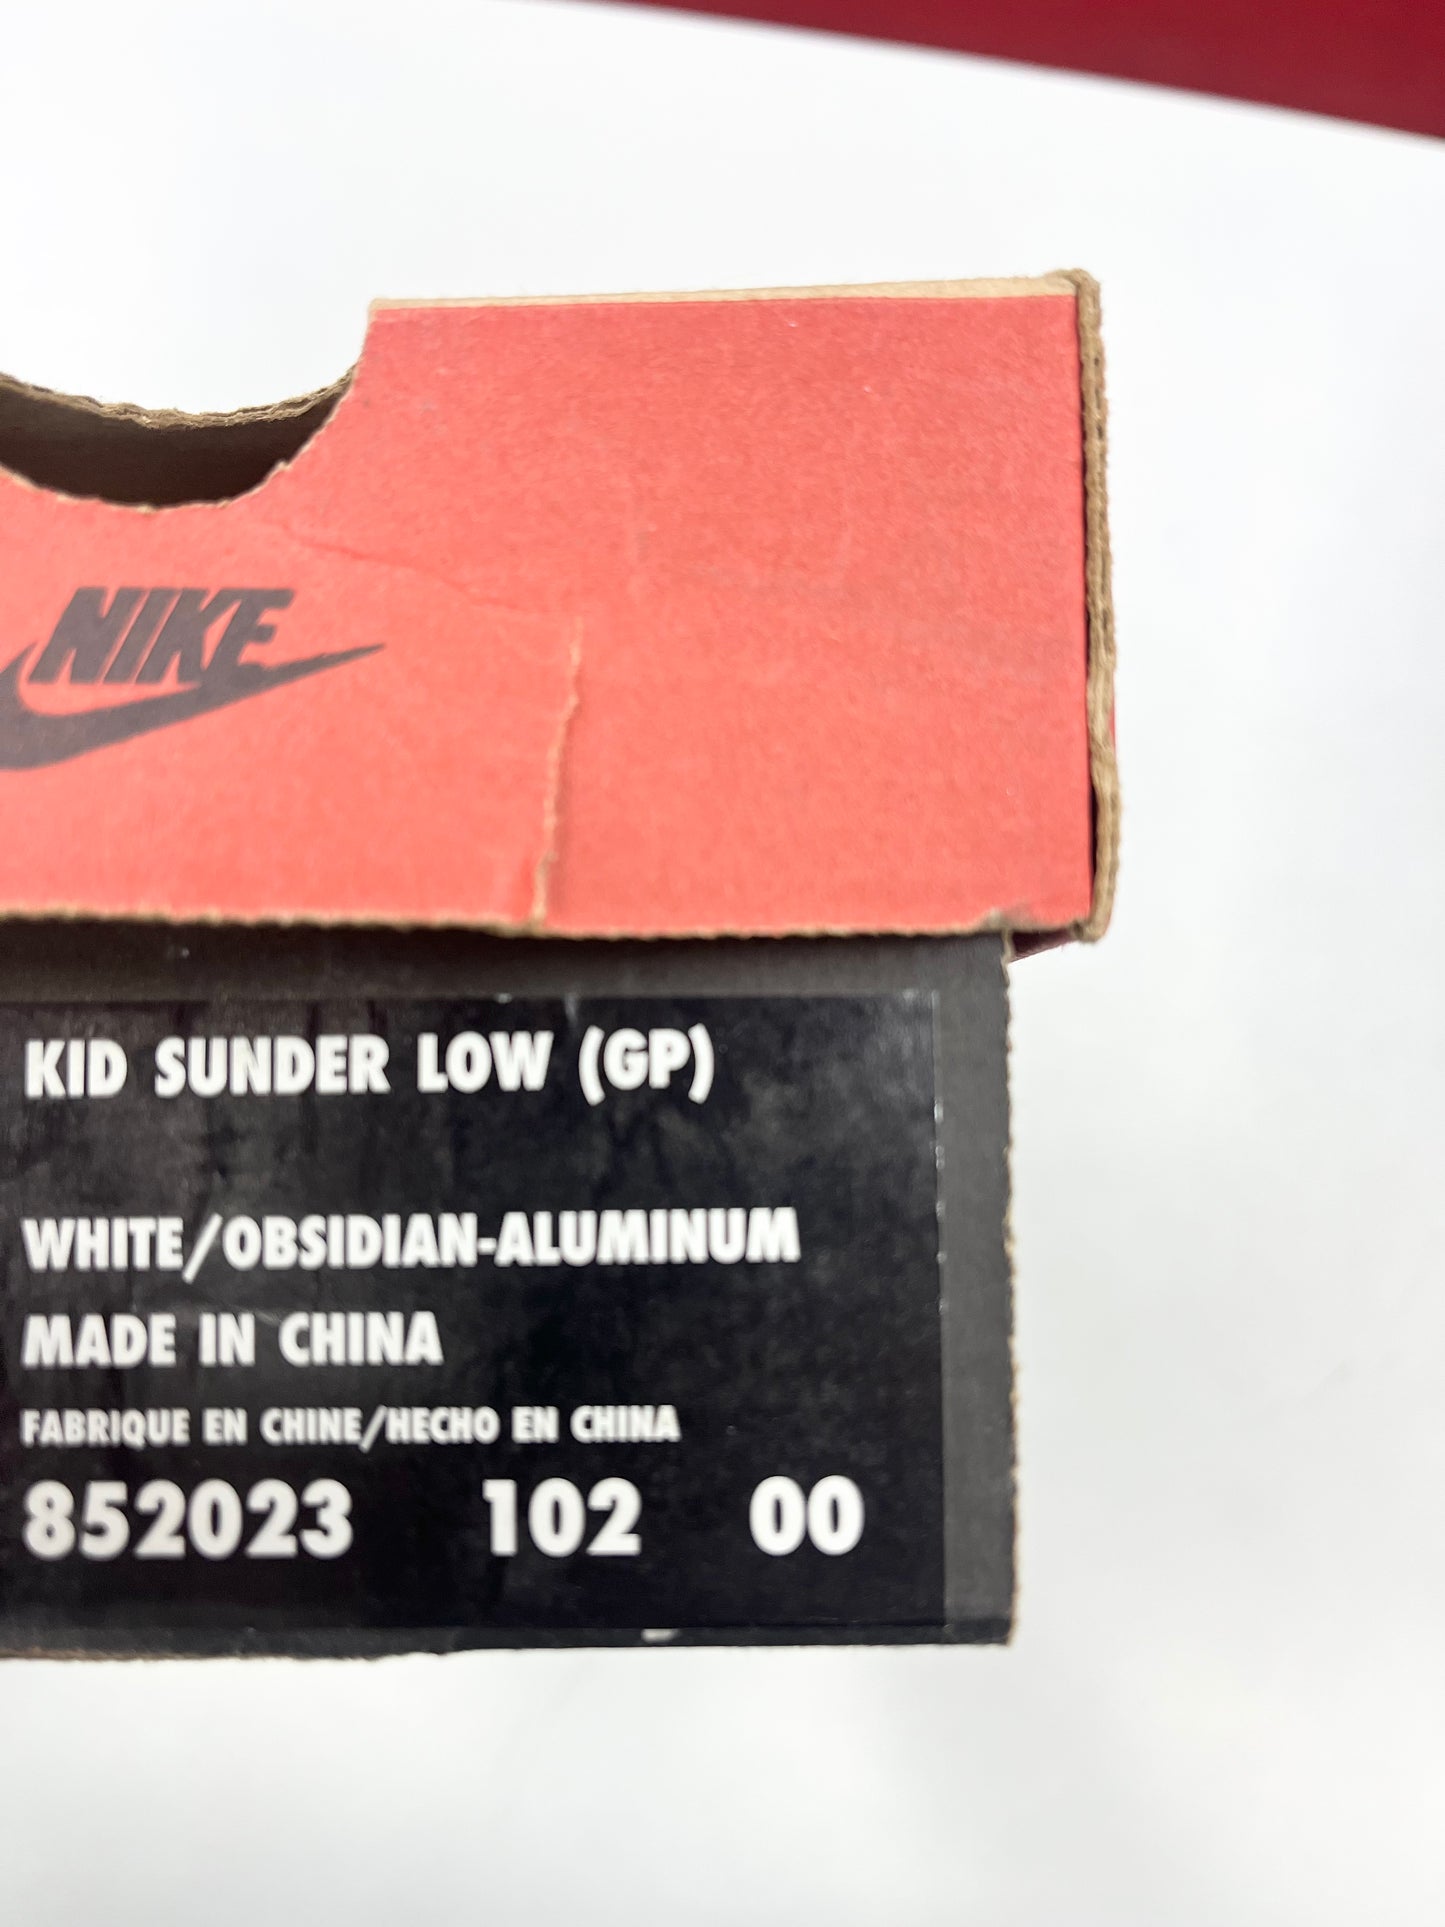 NIKE
KID SUNDER LOW (GP)
WHITE/OBSIDIAN-ALUMINUM
MADE IN CHINA
FABRIQUE EN CHINE/HECHO EN CHINA
852023 102 00